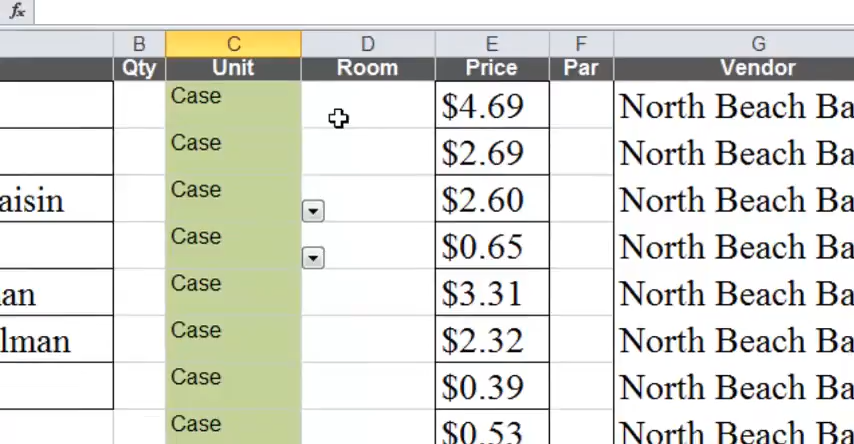 fx
B C D E F G
Qty Unit Room Price Par Vendor
Case $4.69 North Beach Ba
Case $2.69 North Beach Ba
aisin Case $2.60 North Beach Ba
Case $0.65 North Beach Ba
an Case $3.31 North Beach Ba
lman Case $2.32 North Beach Ba
Case $0.39 North Beach Ba
Case $0.53 North Beach Ba